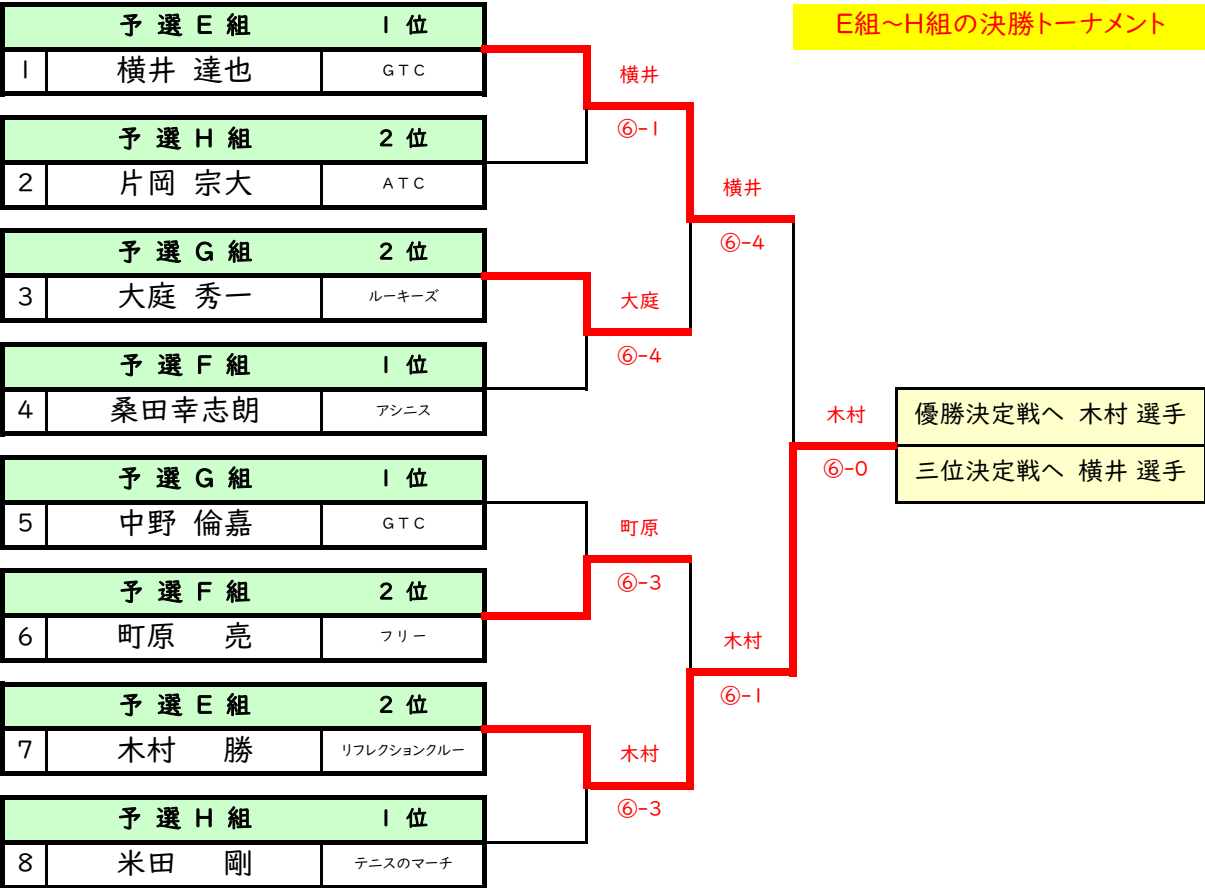 E組～H組の決勝トーナメント
予選E組 1位
1 横井 達也 GTC
横井
⑥-1
予選H組 2位
2 片岡 宗大 ATC
横井
⑥-4
予選G組 2位
3 大庭 秀一 ルーキーズ
大庭
⑥-4
予選F組 1位
4 桑田幸志朗 アシニス
木村
⑥-0
優勝決定戦へ 木村 選手
三位決定戦へ 横井 選手
予選G組 1位
5 中野 倫嘉 GTC
町原
⑥-3
予選F組 2位
6 町原 亮 フリー
木村
⑥-1
予選E組 2位
7 木村 勝 リフレクションクルー
木村
⑥-3
予選H組 1位
8 米田 剛 テニスのマーチ